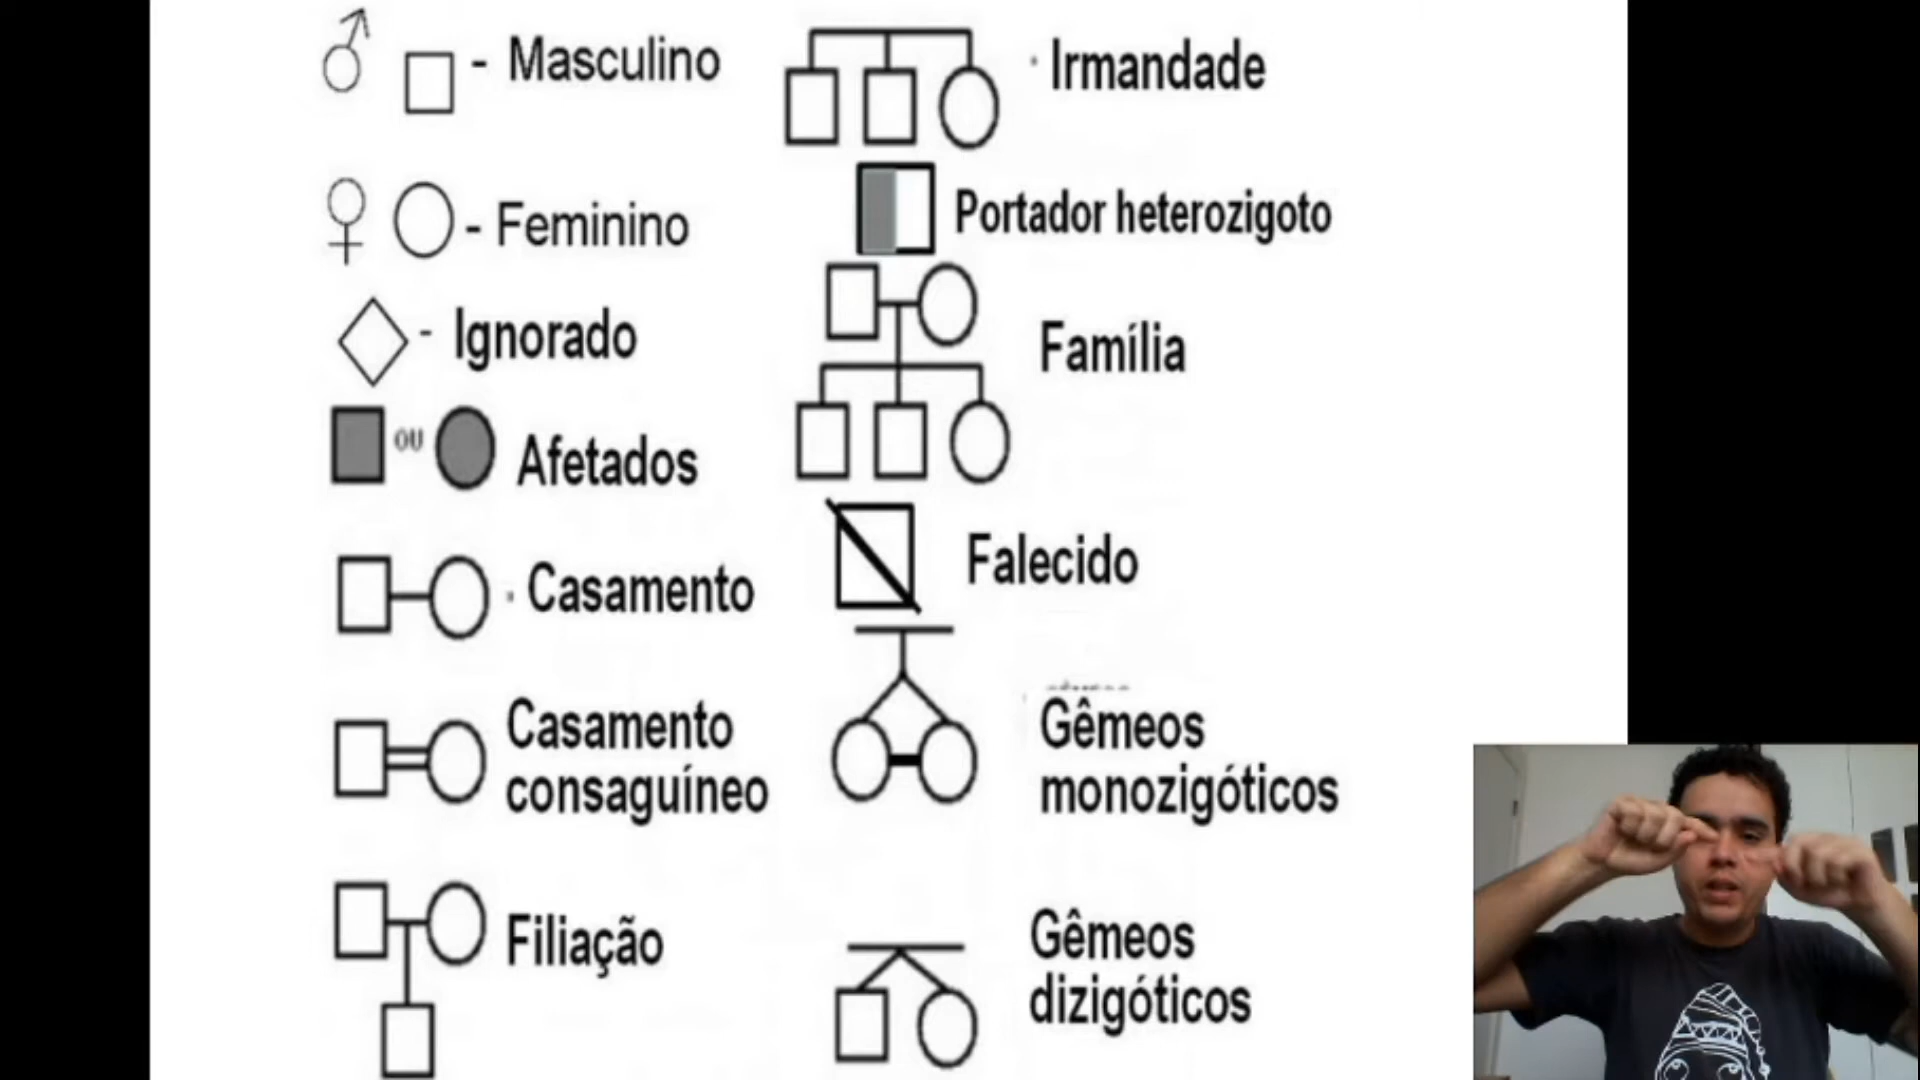 - Masculino
- Feminino
- Ignorado
OU Afetados
Casamento
Casamento
consaguíneo
Filiação
Irmandade
Portador heterozigoto
Família
Falecido
Gêmeos
monozigóticos
Gêmeos
dizigóticos